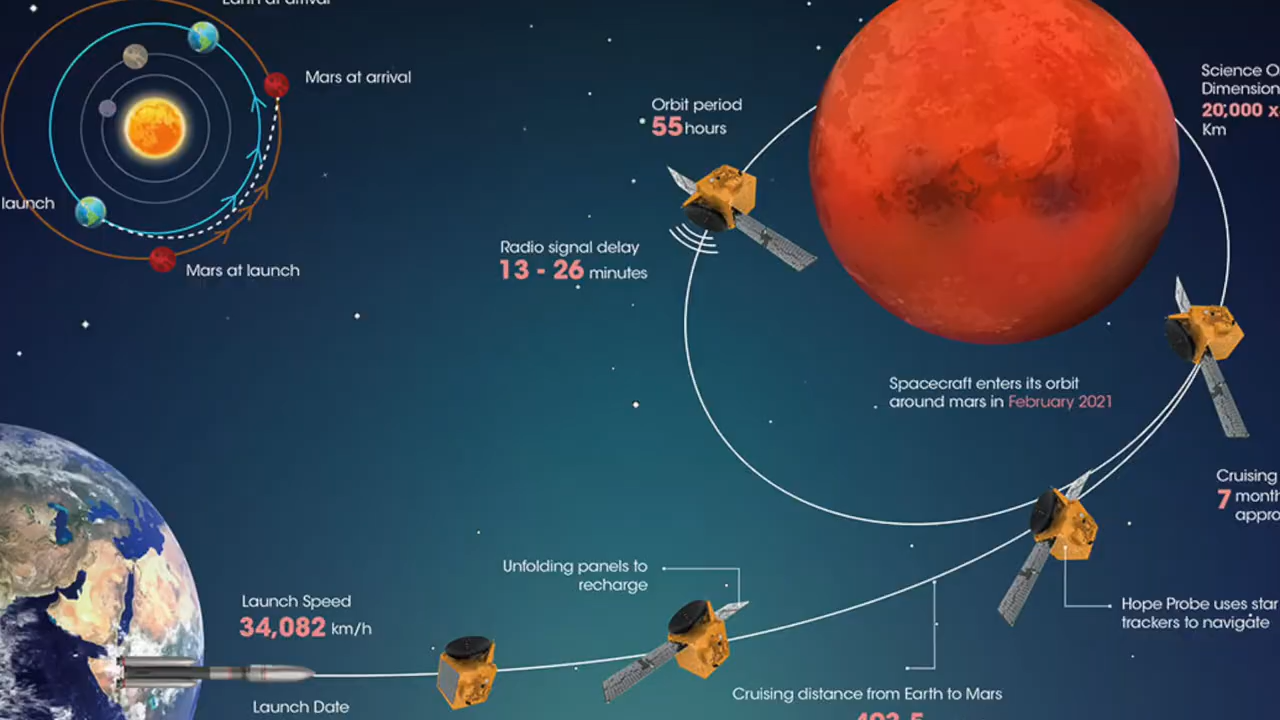 Earth at arrival
Mars at arrival
launch
Mars at launch
Orbit period
55 hours
Radio signal delay
13 - 26 minutes
Science O
Dimension
20,000 x
Km
Spacecraft enters its orbit
around mars in February 2021
Cruising
7 month
appro
Unfolding panels to
recharge
Hope Probe uses star
trackers to navigate
Launch Speed
34,082 km/h
Launch Date
Cruising distance from Earth to Mars
493.5